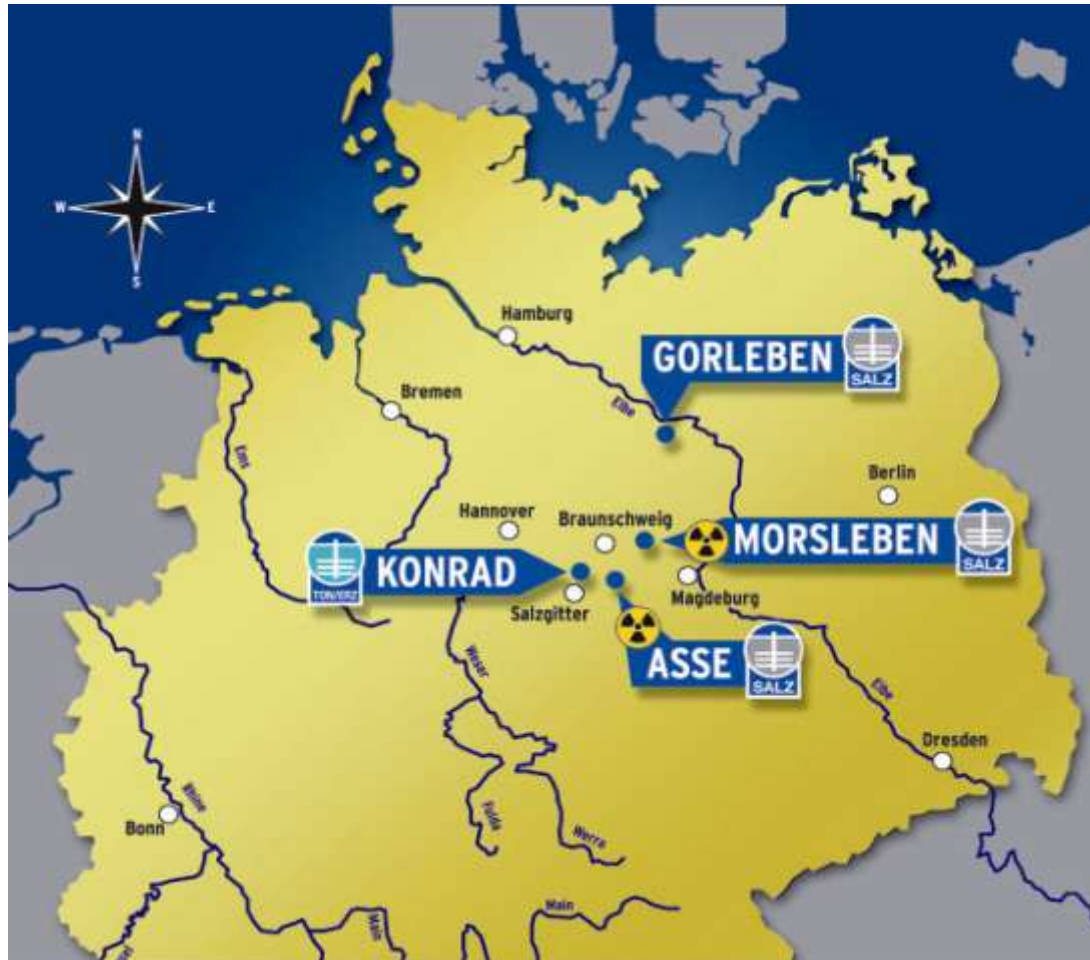 N
W
E
S
Hamburg
GORLEBEN
SALZ
Bremen
Elbe
Ems
Berlin
Hannover
Braunschweig
MORSLEBEN
SALZ
KONRAD
TON/ERZ
Salzgitter
Magdeburg
ASSE
SALZ
Weser
Elbe
Dresden
Rhine
Bonn
Fulda
Werra
Main
Main